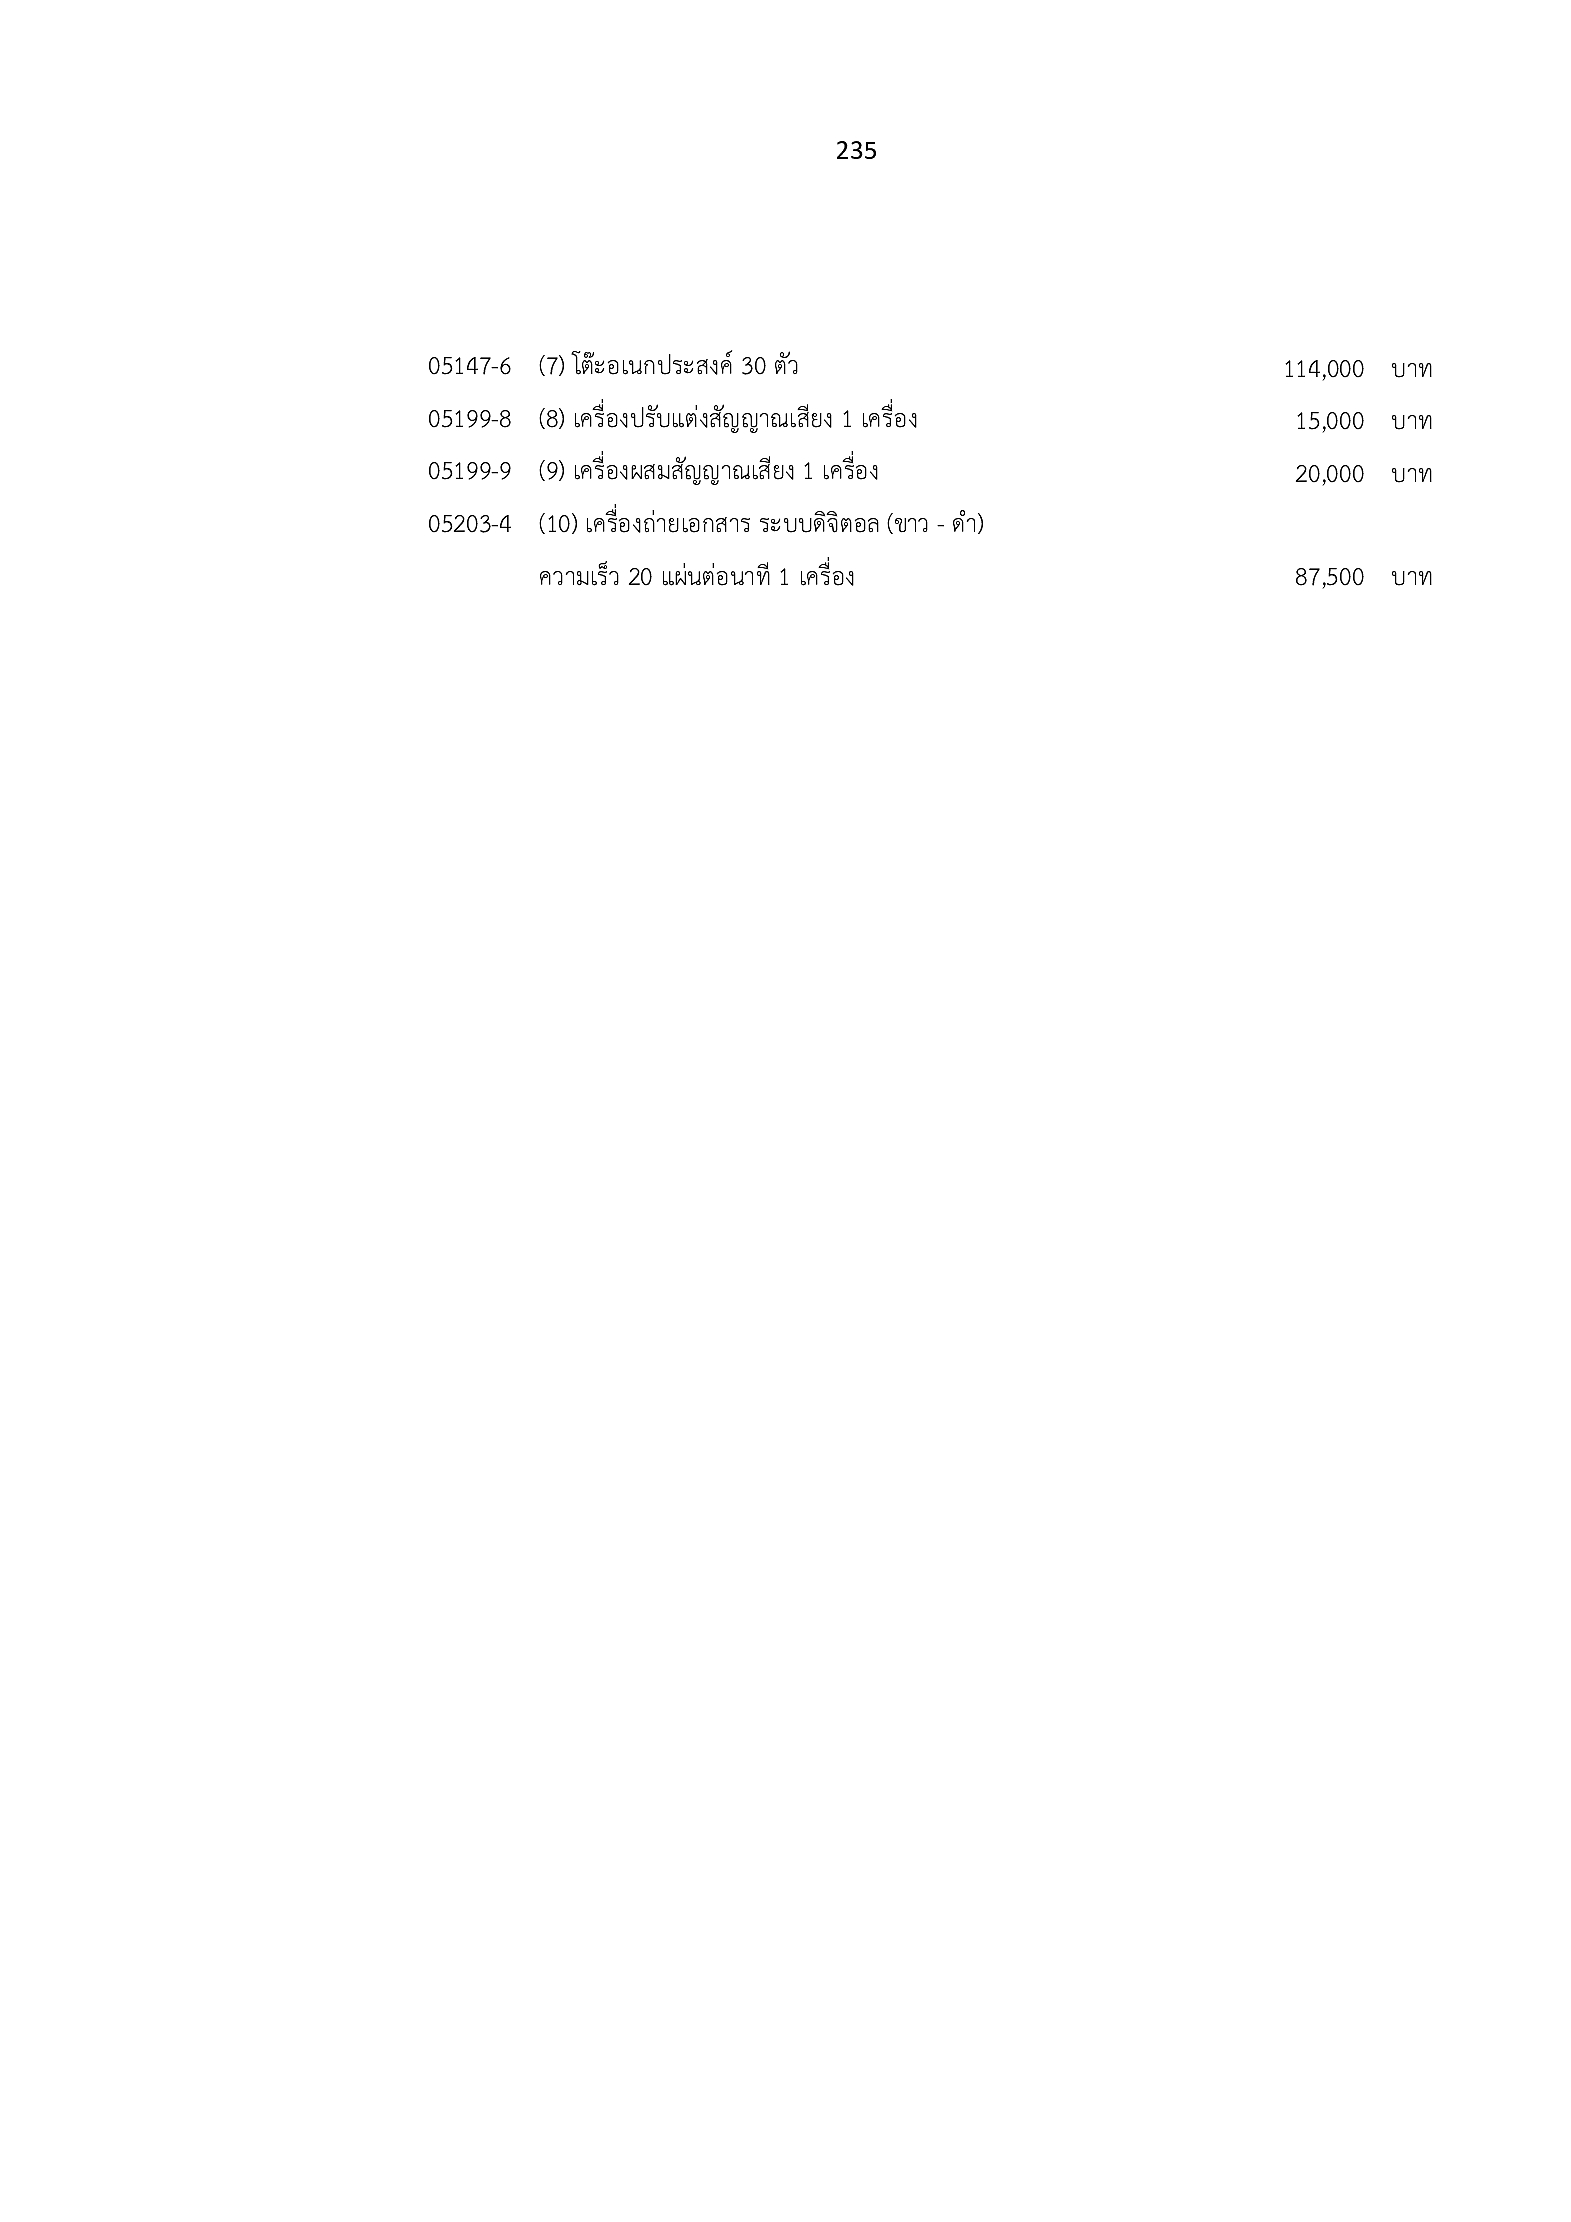 235
05147-6 (7) โต๊ะอเนกประสงค์ 30 ตัว 114,000 บาท
05199-8 (8) เครื่องปรับแต่งสัญญาณเสียง 1 เครื่อง 15,000 บาท
05199-9 (9) เครื่องผสมสัญญาณเสียง 1 เครื่อง 20,000 บาท
05203-4 (10) เครื่องถ่ายเอกสาร ระบบดิจิตอล (ขาว - ดำ)
ความเร็ว 20 แผ่นต่อนาที 1 เครื่อง 87,500 บาท